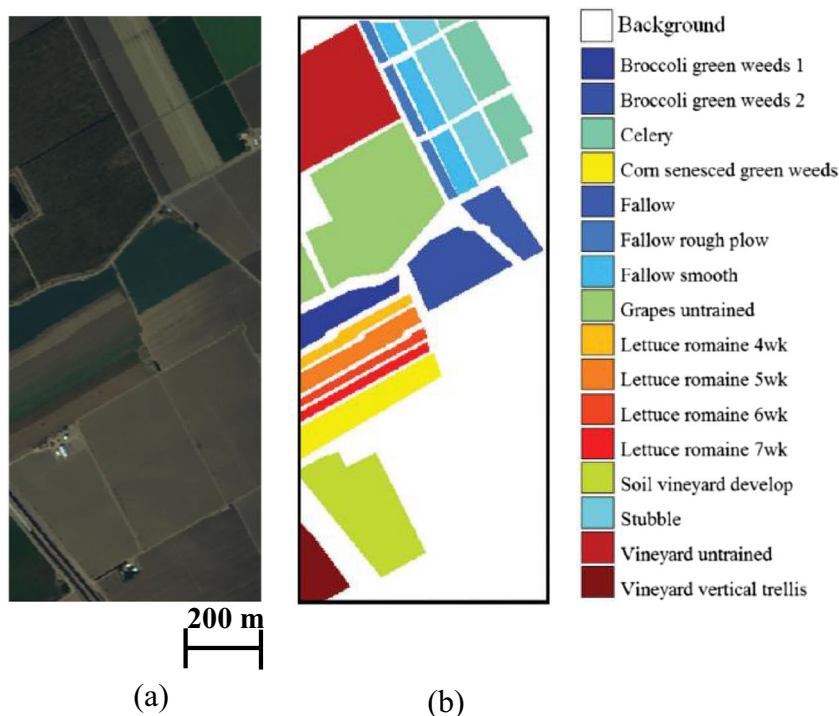 Background
Broccoli green weeds 1
Broccoli green weeds 2
Celery
Corn senesced green weeds
Fallow
Fallow rough plow
Fallow smooth
Grapes untrained
Lettuce romaine 4wk
Lettuce romaine 5wk
Lettuce romaine 6wk
Lettuce romaine 7wk
Soil vineyard develop
Stubble
Vineyard untrained
Vineyard vertical trellis
200 m
(a)
(b)